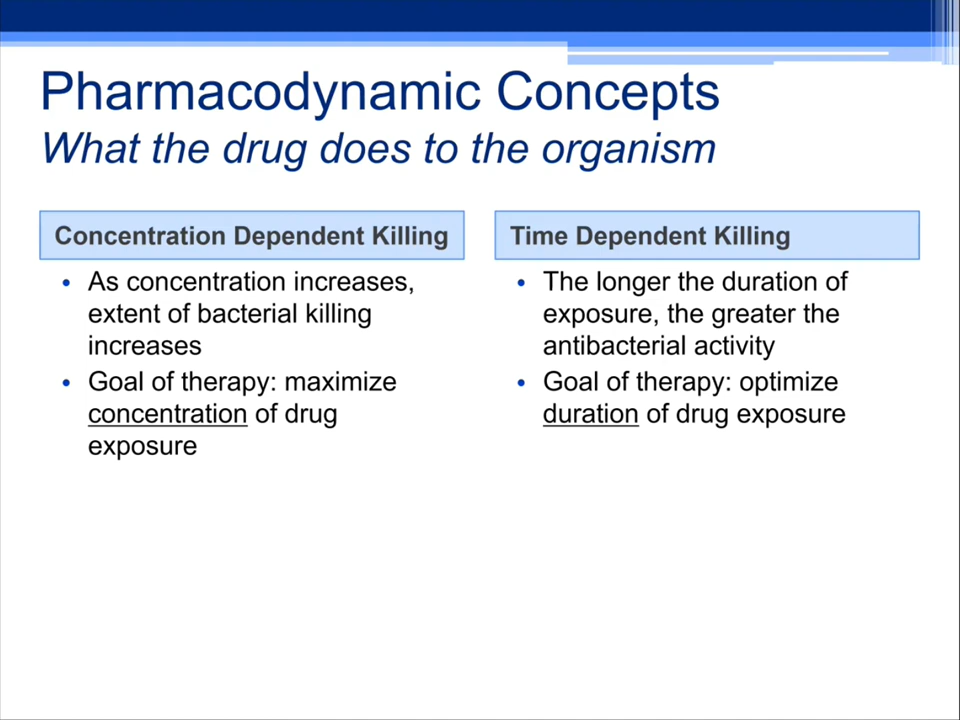 Pharmacodynamic Concepts
What the drug does to the organism
Concentration Dependent Killing
• As concentration increases,
extent of bacterial killing
increases
• Goal of therapy: maximize
concentration of drug
exposure
Time Dependent Killing
• The longer the duration of
exposure, the greater the
antibacterial activity
• Goal of therapy: optimize
duration of drug exposure